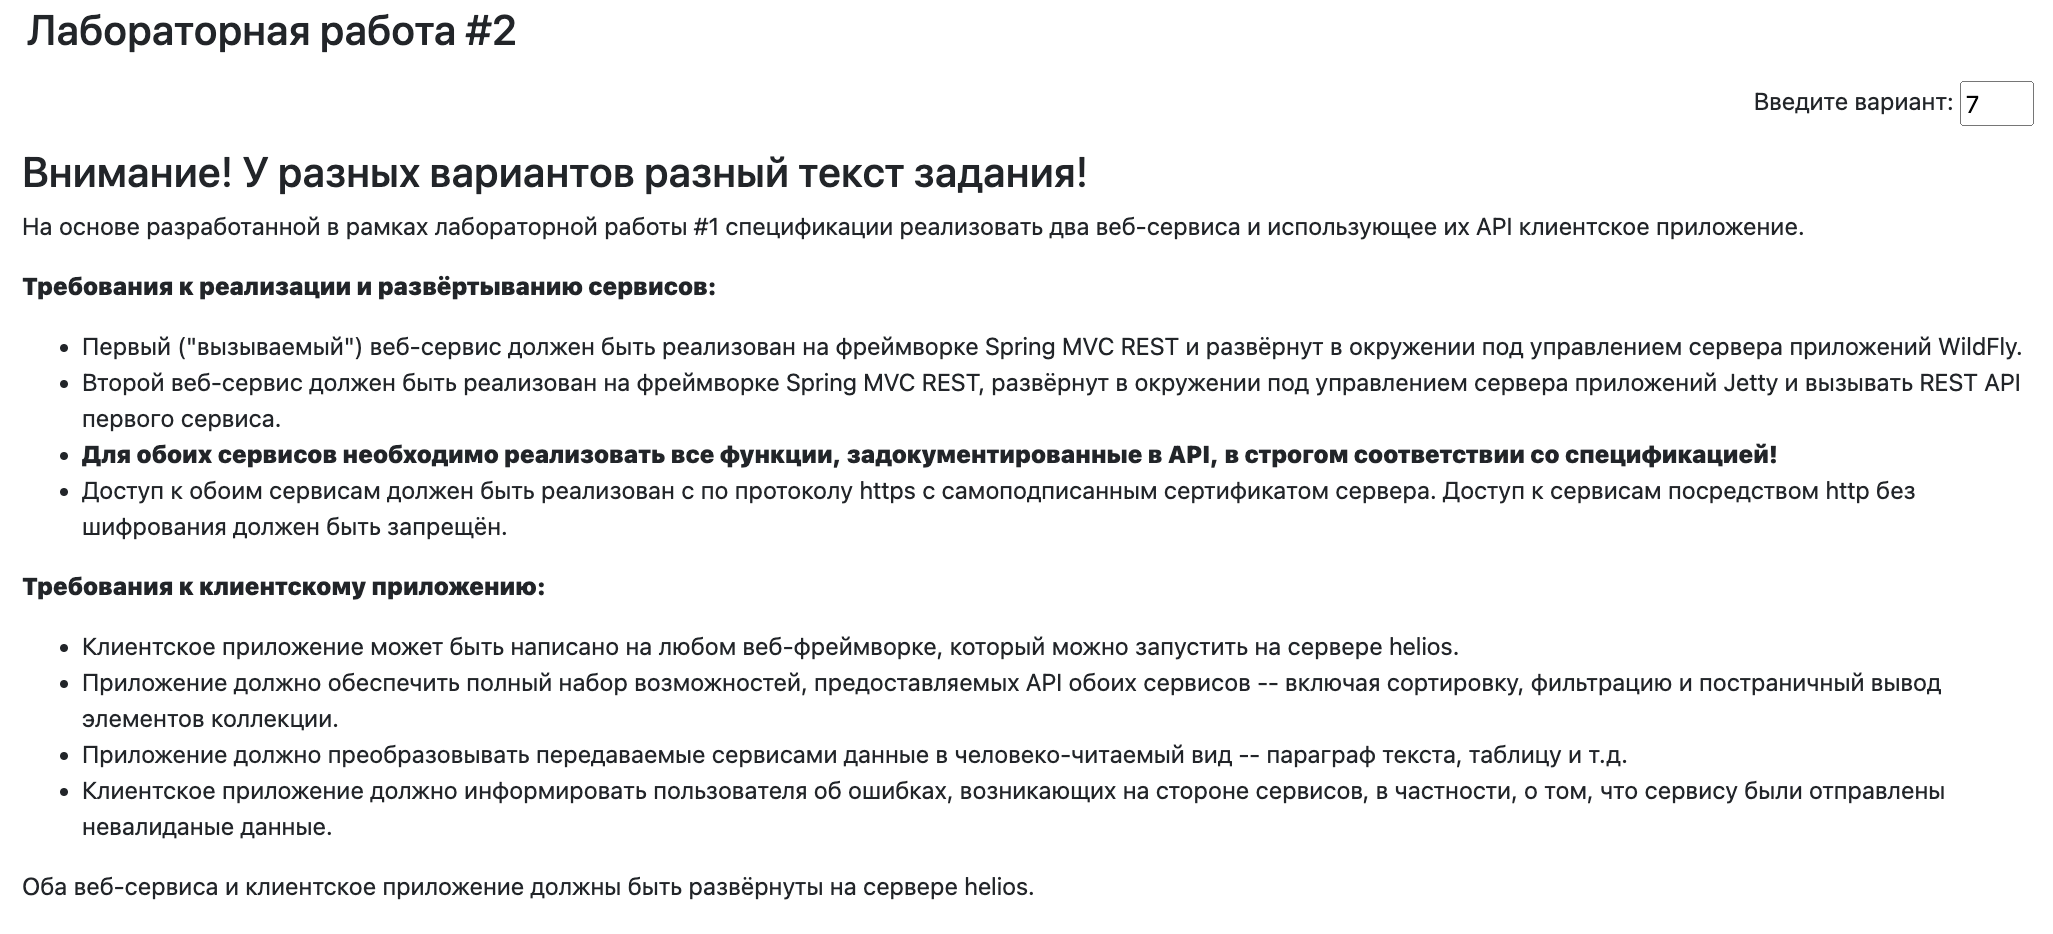 Лабораторная работа #2
Введите вариант: 7
Внимание! У разных вариантов разный текст задания!
На основе разработанной в рамках лабораторной работы #1 спецификации реализовать два веб-сервиса и использующее их API клиентское приложение.
Требования к реализации и развёртыванию сервисов:
• Первый ("вызываемый") веб-сервис должен быть реализован на фреймворке Spring MVC REST и развёрнут в окружении под управлением сервера приложений WildFly.
• Второй веб-сервис должен быть реализован на фреймворке Spring MVC REST, развёрнут в окружении под управлением сервера приложений Jetty и вызывать REST API
первого сервиса.
• Для обоих сервисов необходимо реализовать все функции, задокументированные в API, в строгом соответствии со спецификацией!
• Доступ к обоим сервисам должен быть реализован с по протоколу https с самоподписанным сертификатом сервера. Доступ к сервисам посредством http без
шифрования должен быть запрещён.
Требования к клиентскому приложению:
• Клиентское приложение может быть написано на любом веб-фреймворке, который можно запустить на сервере helios.
• Приложение должно обеспечить полный набор возможностей, предоставляемых API обоих сервисов -- включая сортировку, фильтрацию и постраничный вывод
элементов коллекции.
• Приложение должно преобразовывать передаваемые сервисами данные в человеко-читаемый вид -- параграф текста, таблицу и т.д.
• Клиентское приложение должно информировать пользователя об ошибках, возникающих на стороне сервисов, в частности, о том, что сервису были отправлены
невалиданые данные.
Оба веб-сервиса и клиентское приложение должны быть развёрнуты на сервере helios.